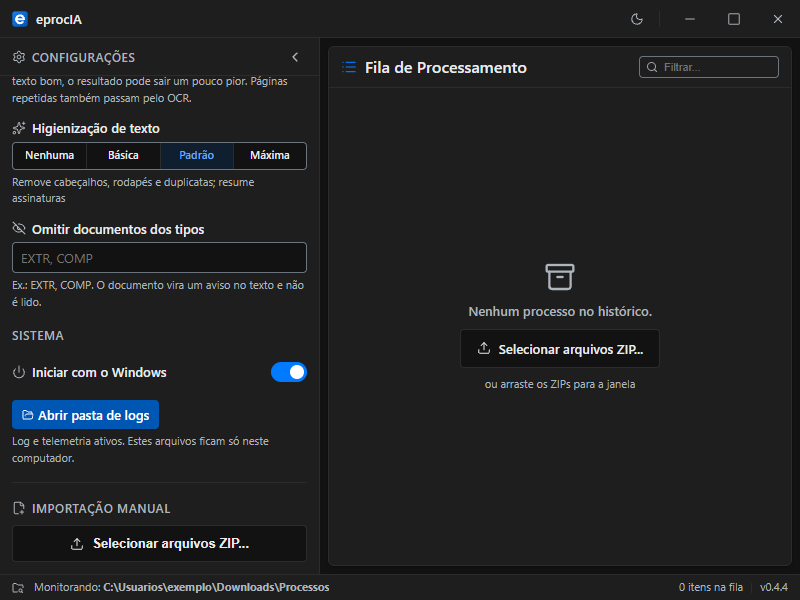 eprocIA
CONFIGURAÇÕES
texto bom, o resultado pode sair um pouco pior. Páginas
repetidas também passam pelo OCR.
Higienização de texto
Nenhuma Básica Padrão Máxima
Remove cabeçalhos, rodapés e duplicatas; resume
assinaturas
Omitir documentos dos tipos
EXTR, COMP
Ex.: EXTR, COMP. O documento vira um aviso no texto e não
é lido.
SISTEMA
Iniciar com o Windows
Abrir pasta de logs
Log e telemetria ativos. Estes arquivos ficam só neste
computador.
IMPORTAÇÃO MANUAL
Selecionar arquivos ZIP...
Fila de Processamento
Filtrar...
Nenhum processo no histórico.
Selecionar arquivos ZIP...
ou arraste os ZIPs para a janela
Monitorando: C:\Usuarios\exemplo\Downloads\Processos
0 itens na fila
v0.4.4